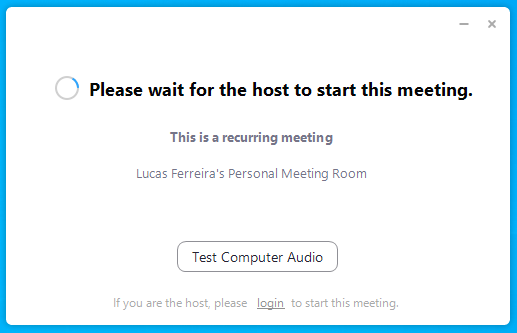 Please wait for the host to start this meeting.
This is a recurring meeting
Lucas Ferreira's Personal Meeting Room
Test Computer Audio
If you are the host, please login to start this meeting.